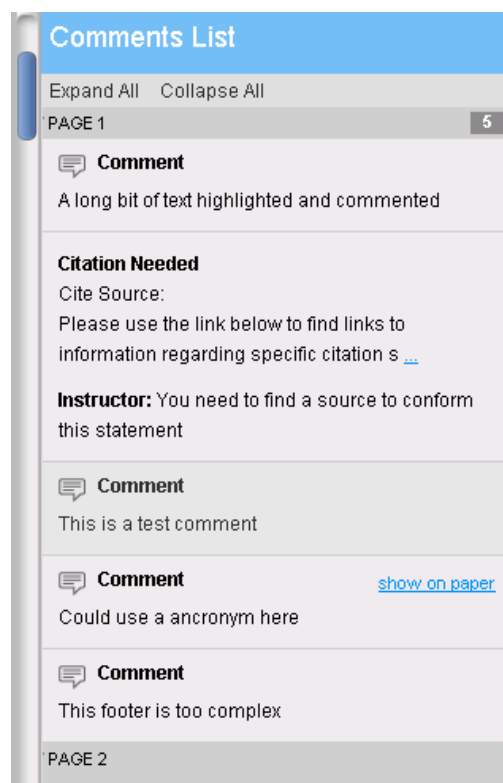 Comments List
Expand All Collapse All
PAGE 1 5
Comment
A long bit of text highlighted and commented
Citation Needed
Cite Source:
Please use the link below to find links to
information regarding specific citation s ...
Instructor: You need to find a source to conform
this statement
Comment
This is a test comment
Comment show on paper
Could use a ancronym here
Comment
This footer is too complex
PAGE 2